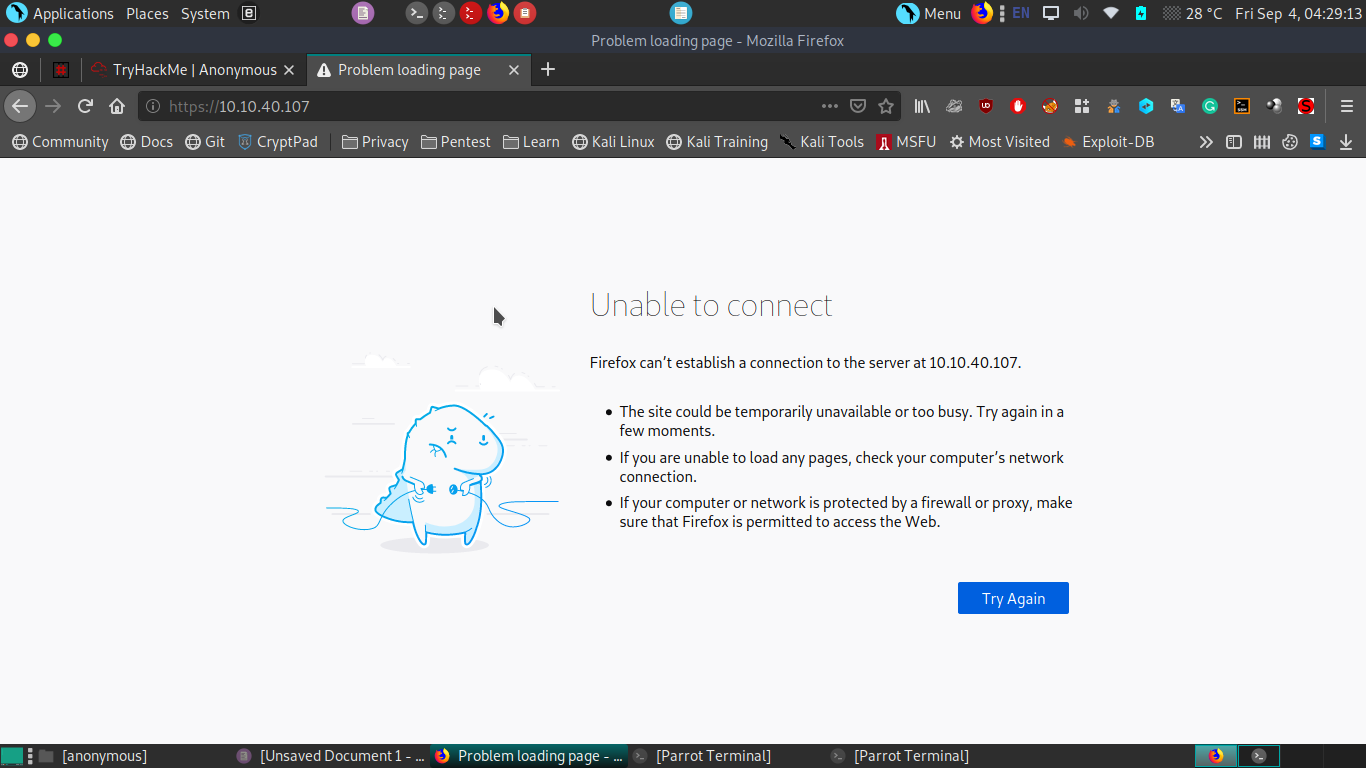 Applications Places System
Menu EN 28 °C Fri Sep 4, 04:29:13
Problem loading page - Mozilla Firefox
TryHackMe | Anonymous Problem loading page
https://10.10.40.107
Community Docs Git CryptPad Privacy Pentest Learn Kali Linux Kali Training Kali Tools MSFU Most Visited Exploit-DB
Unable to connect
Firefox can’t establish a connection to the server at 10.10.40.107.
The site could be temporarily unavailable or too busy. Try again in a
few moments.
If you are unable to load any pages, check your computer’s network
connection.
If your computer or network is protected by a firewall or proxy, make
sure that Firefox is permitted to access the Web.
Try Again
[anonymous] [Unsaved Document 1 - ... Problem loading page - ... [Parrot Terminal] [Parrot Terminal]